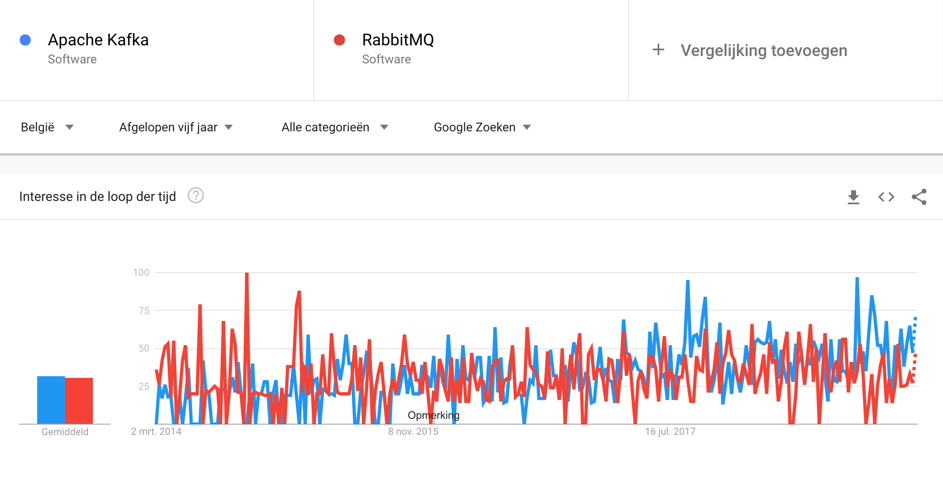 Apache Kafka
Software
RabbitMQ
Software
+ Vergelijking toevoegen
België
Afgelopen vijf jaar
Alle categorieën
Google Zoeken
Interesse in de loop der tijd ?
100
75
50
25
Opmerking
Gemiddeld
2 mrt. 2014
8 nov. 2015
16 jul. 2017